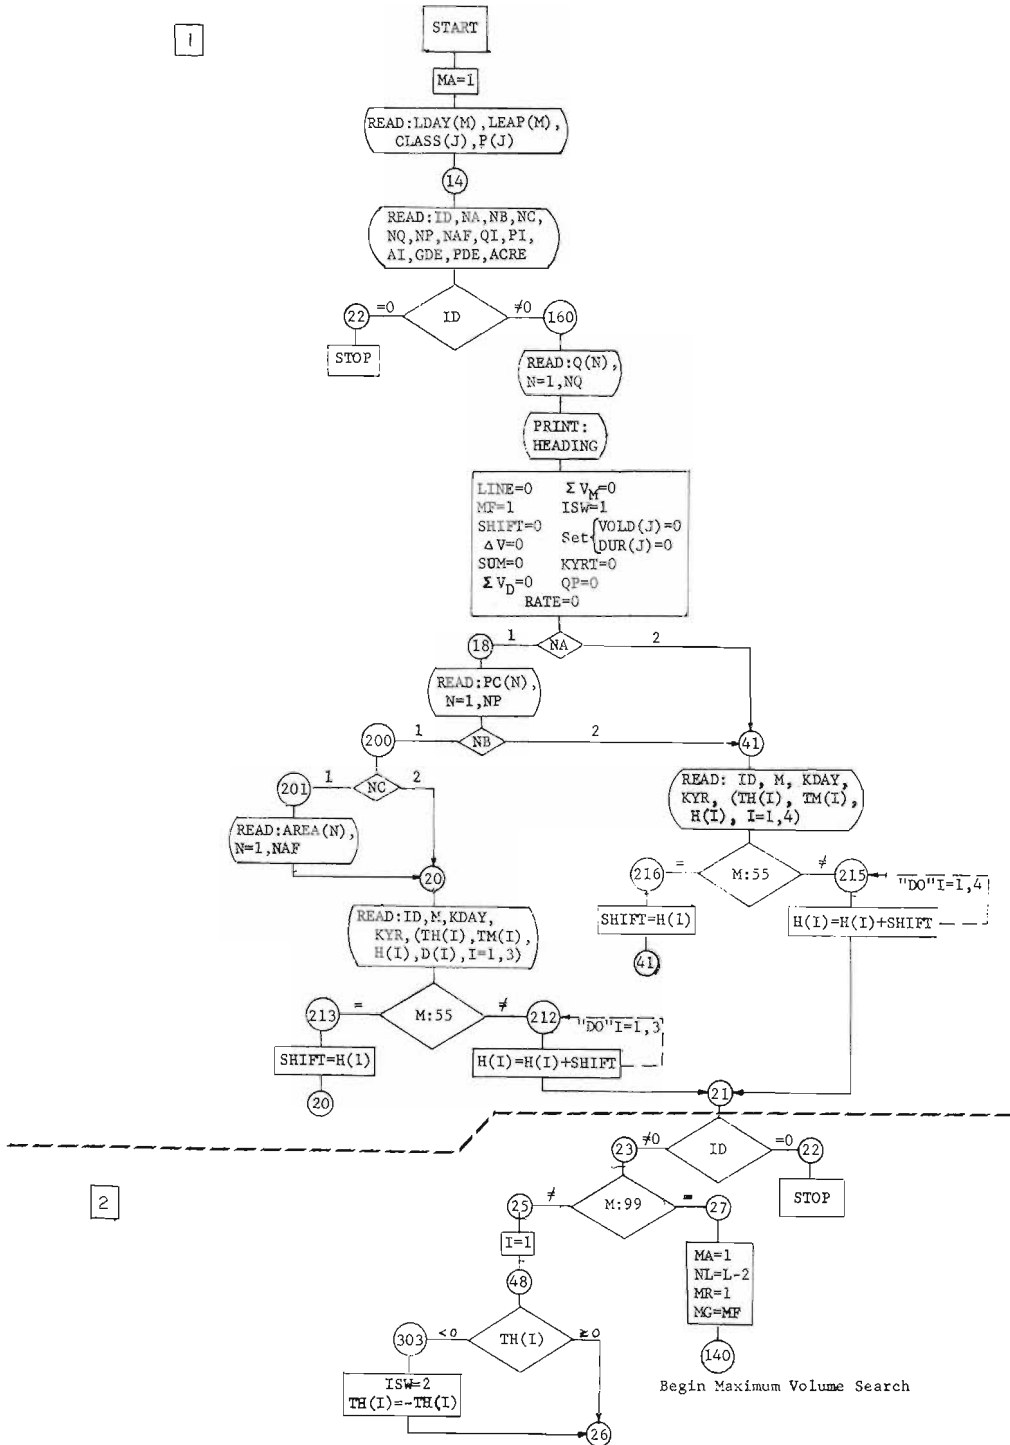 1
START
MA=1
READ:LDAY(M),LEAP(M),
CLASS(J),P(J)
14
READ:ID,NA,NB,NC,
NQ,NP,NAF,QI,PI,
AI,GDE,PDE,ACRE
22
=0
ID
≠0
160
STOP
READ:Q(N),
N=1,NQ
PRINT:
HEADING
LINE=0 ΣV_M=0
MF=1 ISW=1
SHIFT=0
Set{VOLD(J)=0
DUR(J)=0
ΔV=0
SUM=0 KYRT=0
ΣV_D=0 QP=0
RATE=0
18
1
NA
2
READ:PC(N),
N=1,NP
200
1
NB
2
41
201
1
NC
2
READ: ID, M, KDAY,
KYR, (TH(I), TM(I),
H(I), I=1,4)
READ:AREA(N),
N=1,NAF
20
216
=
M:55
≠
215
"DO"I=1,4
SHIFT=H(1)
H(I)=H(I)+SHIFT
41
READ:ID,M,KDAY,
KYR,(TH(I),TM(I),
H(I),D(I),I=1,3)
213
=
M:55
≠
212
"DO"I=1,3
SHIFT=H(1)
H(I)=H(I)+SHIFT
20
21
23
≠0
ID
=0
22
STOP
2
25
≠
M:99
=
27
I=1
MA=1
NL=L-2
MR=1
MG=MF
48
303
<0
TH(I)
≥0
140
ISW=2
TH(I)=-TH(I)
Begin Maximum Volume Search
26